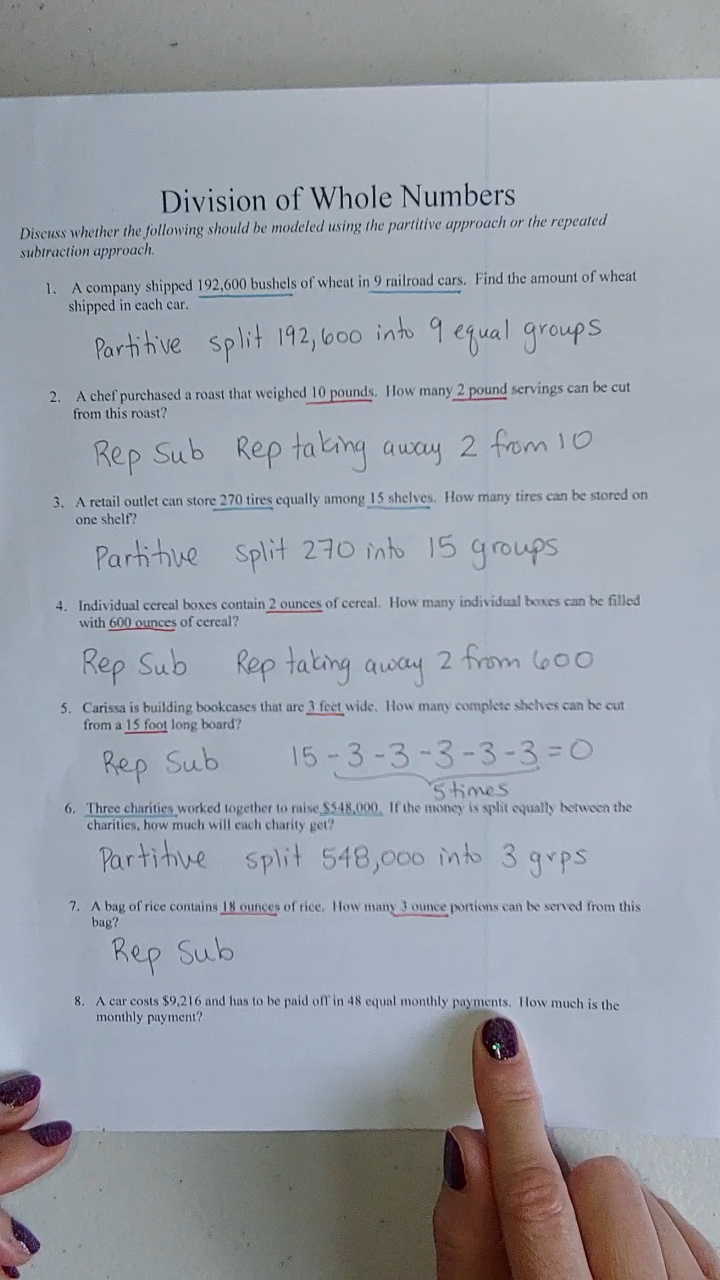 Division of Whole Numbers
Discuss whether the following should be modeled using the partitive approach or the repeated
subtraction approach.
1. A company shipped 192,600 bushels of wheat in 9 railroad cars. Find the amount of wheat
shipped in each car.
Partitive split 192,600 into 9 equal groups
2. A chef purchased a roast that weighed 10 pounds. How many 2 pound servings can be cut
from this roast?
Rep Sub Rep taking away 2 from 10
3. A retail outlet can store 270 tires equally among 15 shelves. How many tires can be stored on
one shelf?
Partitive split 270 into 15 groups
4. Individual cereal boxes contain 2 ounces of cereal. How many individual boxes can be filled
with 600 ounces of cereal?
Rep Sub Rep taking away 2 from 600
5. Carissa is building bookcases that are 3 feet wide. How many complete shelves can be cut
from a 15 foot long board?
Rep Sub 15 - 3 - 3 - 3 - 3 - 3 = 0
5 times
6. Three charities worked together to raise $548,000. If the money is split equally between the
charities, how much will each charity get?
Partitive split 548,000 into 3 grps
7. A bag of rice contains 18 ounces of rice. How many 3 ounce portions can be served from this
bag?
Rep Sub
8. A car costs $9,216 and has to be paid off in 48 equal monthly payments. How much is the
monthly payment?